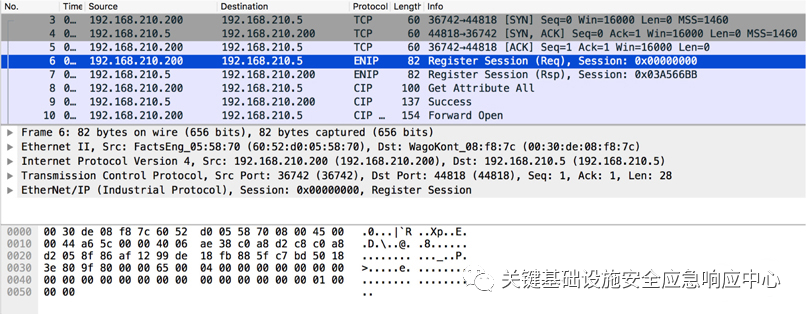 No. Time Source Destination Protocol Length Info
3 0… 192.168.210.200 192.168.210.5 TCP 60 36742→44818 [SYN] Seq=0 Win=16000 Len=0 MSS=1460
4 0… 192.168.210.5 192.168.210.200 TCP 60 44818→36742 [SYN, ACK] Seq=0 Ack=1 Win=16000 Len=0 MSS=1460
5 0… 192.168.210.200 192.168.210.5 TCP 60 36742→44818 [ACK] Seq=1 Ack=1 Win=16000 Len=0
6 0… 192.168.210.200 192.168.210.5 ENIP 82 Register Session (Req), Session: 0x00000000
7 0… 192.168.210.5 192.168.210.200 ENIP 82 Register Session (Rsp), Session: 0x03A566BB
8 0… 192.168.210.200 192.168.210.5 CIP 100 Get Attribute All
9 0… 192.168.210.5 192.168.210.200 CIP 137 Success
10 0… 192.168.210.200 192.168.210.5 CIP … 154 Forward Open
Frame 6: 82 bytes on wire (656 bits), 82 bytes captured (656 bits)
Ethernet II, Src: FactsEng_05:58:70 (60:52:d0:05:58:70), Dst: WagoKont_08:f8:7c (00:30:de:08:f8:7c)
Internet Protocol Version 4, Src: 192.168.210.200 (192.168.210.200), Dst: 192.168.210.5 (192.168.210.5)
Transmission Control Protocol, Src Port: 36742 (36742), Dst Port: 44818 (44818), Seq: 1, Ack: 1, Len: 28
EtherNet/IP (Industrial Protocol), Session: 0x00000000, Register Session
0000 00 30 de 08 f8 7c 60 52 d0 05 58 70 08 00 45 00 .0...|`R ..Xp..E.
0010 00 44 a6 5c 00 00 40 06 ae 38 c0 a8 d2 c8 c0 a8 .D.\..@. .8......
0020 d2 05 8f 86 af 12 99 de 18 fb 88 5f c7 bd 50 18 ........ ..._..P.
0030 3e 80 9f 80 00 00 65 00 04 00 00 00 00 00 00 00 >.....e.
0040 00 00 00 00 00 00 00 00 00 00 00 00 00 00 01 00
0050 00 00 ..
关键基础设施安全应急响应中心